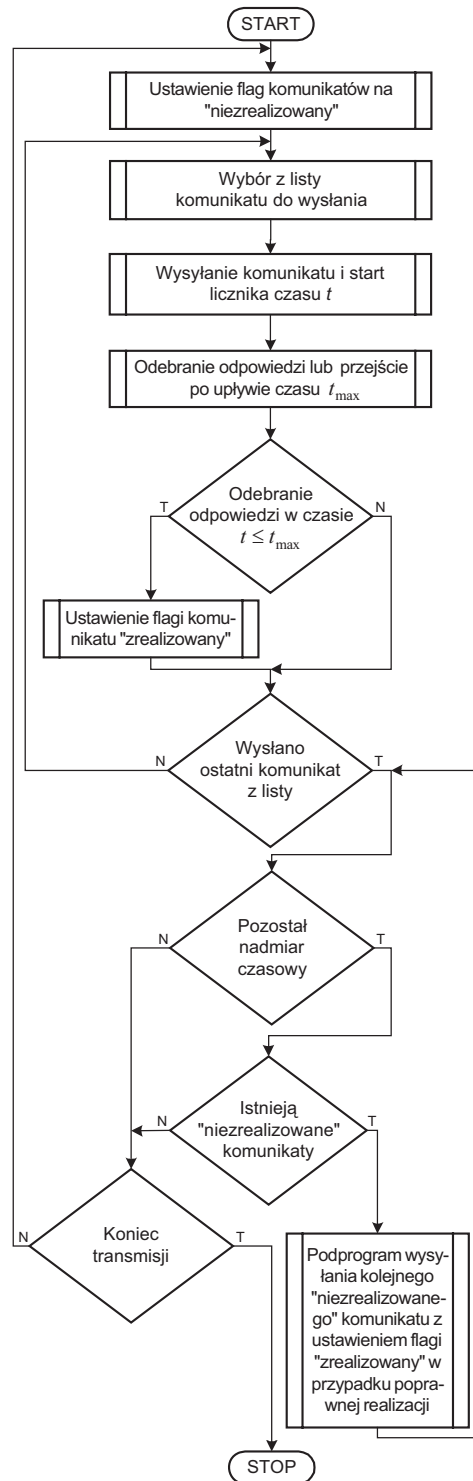 START
Ustawienie flag komunikatów na
"niezrealizowany"
Wybór z listy
komunikatu do wysłania
Wysyłanie komunikatu i start
licznika czasu t
Odebranie odpowiedzi lub przejście
po upływie czasu t max
T
Odebranie
odpowiedzi w czasie
t ≤ t max
N
Ustawienie flagi komu-
nikatu "zrealizowany"
N
Wysłano
ostatni komunikat
z listy
T
N
Pozostał
nadmiar
czasowy
T
N
Istnieją
"niezrealizowane"
komunikaty
T
N
Koniec
transmisji
T
Podprogram wysy-
łania kolejnego
"niezrealizowane-
go" komunikatu z
ustawieniem flagi
"zrealizowany" w
przypadku popra-
wnej realizacji
STOP